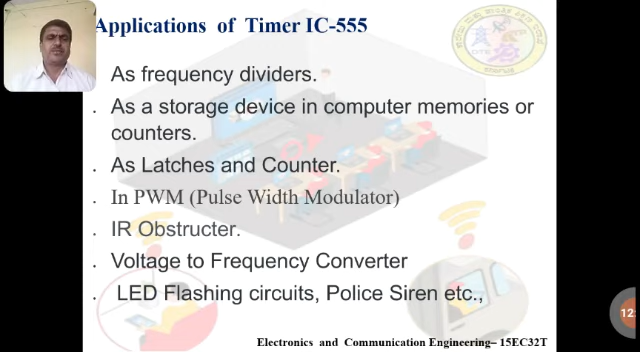 Applications of Timer IC-555
As frequency dividers.
As a storage device in computer memories or
counters.
As Latches and Counter.
In PWM (Pulse Width Modulator)
IR Obstructer.
Voltage to Frequency Converter
LED Flashing circuits, Police Siren etc.,
12
Electronics and Communication Engineering– 15EC32T